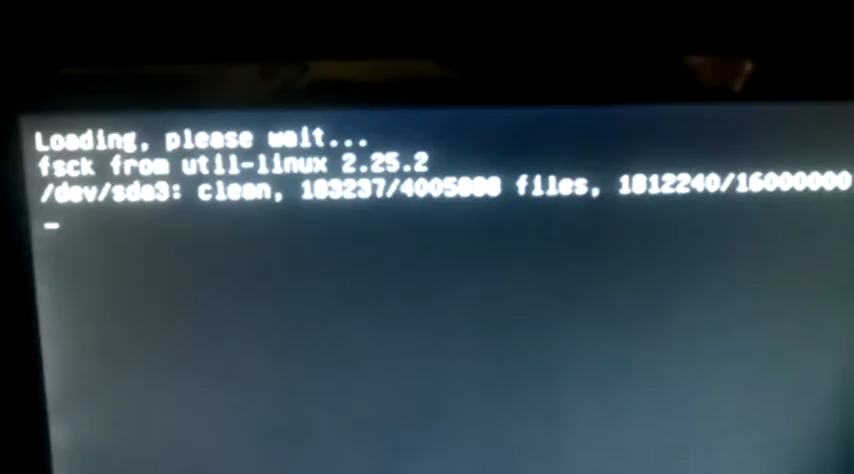 Loading, please wait...
fsck from util-linux 2.25.2
/dev/sda3: clean, 183237/4005888 files, 1812240/16000000
_